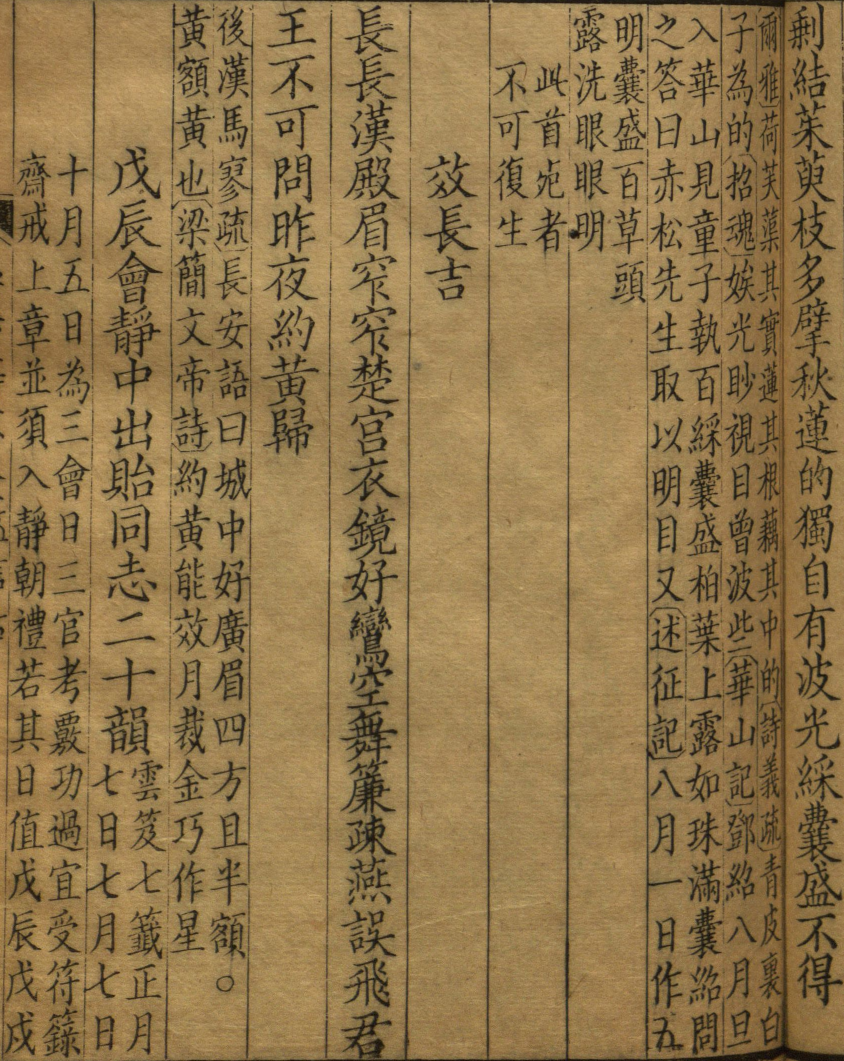 剩結茱萸枝多擘秋蓮的獨自有波光綵囊盛不得
爾雅荷芙蕖其實蓮其根藕其中的詩義疏青皮裏白
子為的招魂娭光眇視目曾波些華山記鄧紹八月旦
入華山見童子執百綵囊盛柏葉上露如珠滿囊紹問
之答曰赤松先生取以明目又述征記八月一日作五
明囊盛百草頭
露洗眼眼明
此首宛者
不可復生
效長吉
長長漢殿眉窄窄楚宫衣鏡好鸞空舞簾疎燕誤飛君
王不可問昨夜約黃歸
後漢馬寥疏長安語曰城中好廣眉四方且半額○
黃額黃也梁簡文帝詩約黃能效月裁金巧作星
戊辰會靜中出貽同志二十韻
雲笈七籖正月
七日七月七日
十月五日為三會日三官考覈功過宜受符籙
齋戒上章並須入靜朝禮若其日值戊辰戊戌